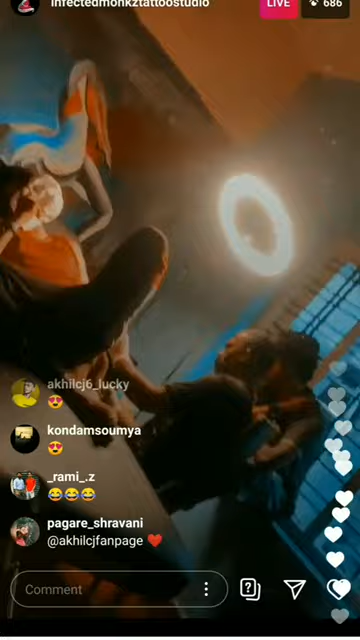 infectedmonkztattoostudio
LIVE
686
akhilcj6_lucky
😍
kondamsoumya
😍
_rami_.z
😂😂😂
pagare_shravani
@akhilcjfanpage ❤️
Comment